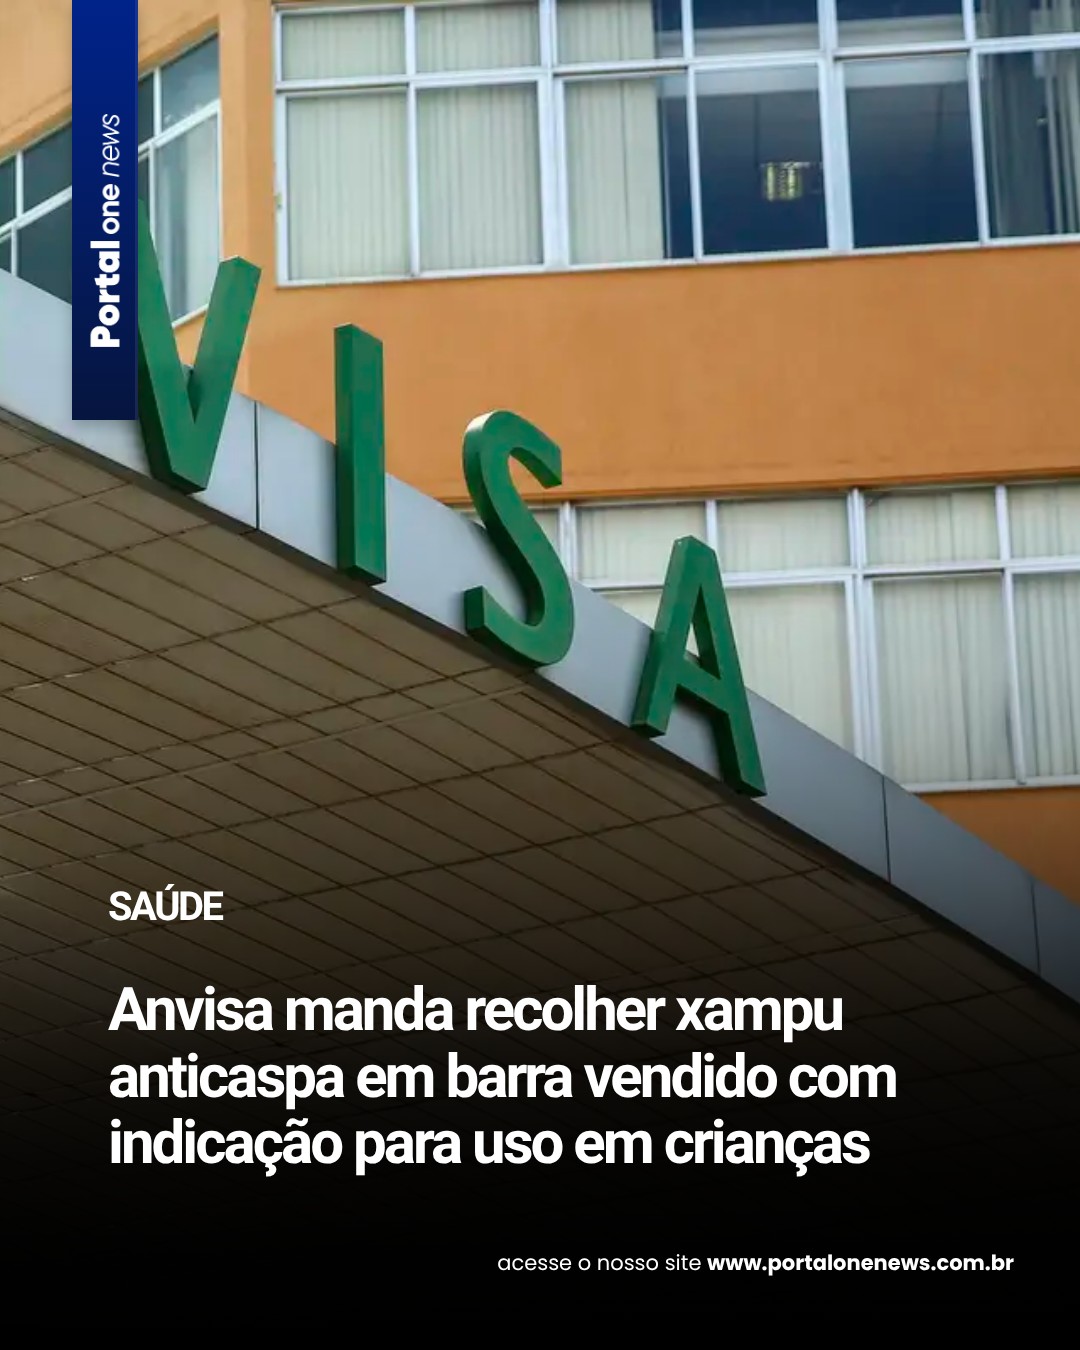 Portal one news
VISA
SAÚDE
Anvisa manda recolher xampu
anticaspa em barra vendido com
indicação para uso em crianças
acesse o nosso site www.portalonenews.com.br